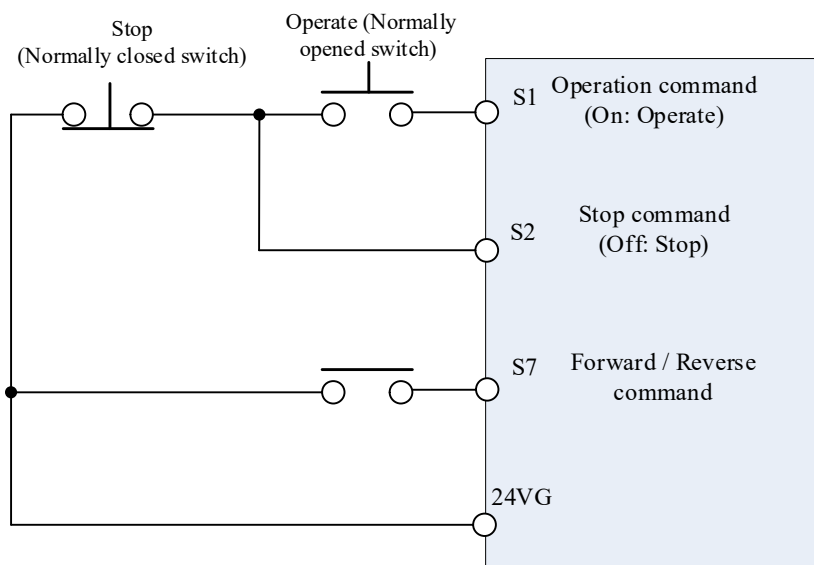 Stop
(Normally closed switch)
Operate (Normally
opened switch)
S1
Operation command
(On: Operate)
S2
Stop command
(Off: Stop)
S7
Forward / Reverse
command
24VG